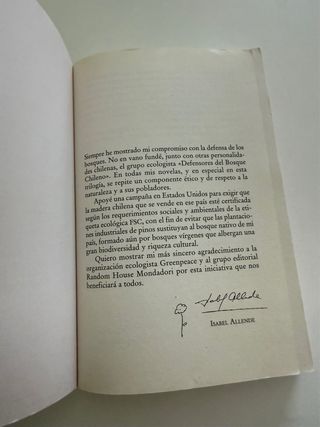 Siempre he mostrado mi compromiso con la defensa de los
bosques. No en vano fundé, junto con otras personalida-
des chilenas, el grupo ecologista «Defensores del Bosque
Chileno». En todas mis novelas, y en especial en esta
trilogía, se repite un componente ético y de respeto a la
naturaleza y a sus pobladores.
Apoyé una campaña en Estados Unidos para exigir que
la madera chilena que se vende en ese país esté certificada
según los requerimientos sociales y ambientales de la eti-
queta ecológica FSC, con el fin de evitar que las plantacio-
nes industriales de pinos sustituyan al bosque nativo de mi
país, formado aún por bosques vírgenes que albergan una
gran biodiversidad y riqueza cultural.
Quiero mostrar mi más sincero agradecimiento a la
organización ecologista Greenpeace y al grupo editorial
Random House Mondadori por esta iniciativa que nos
beneficiará a todos.
Isabel Allende
ISABEL ALLENDE